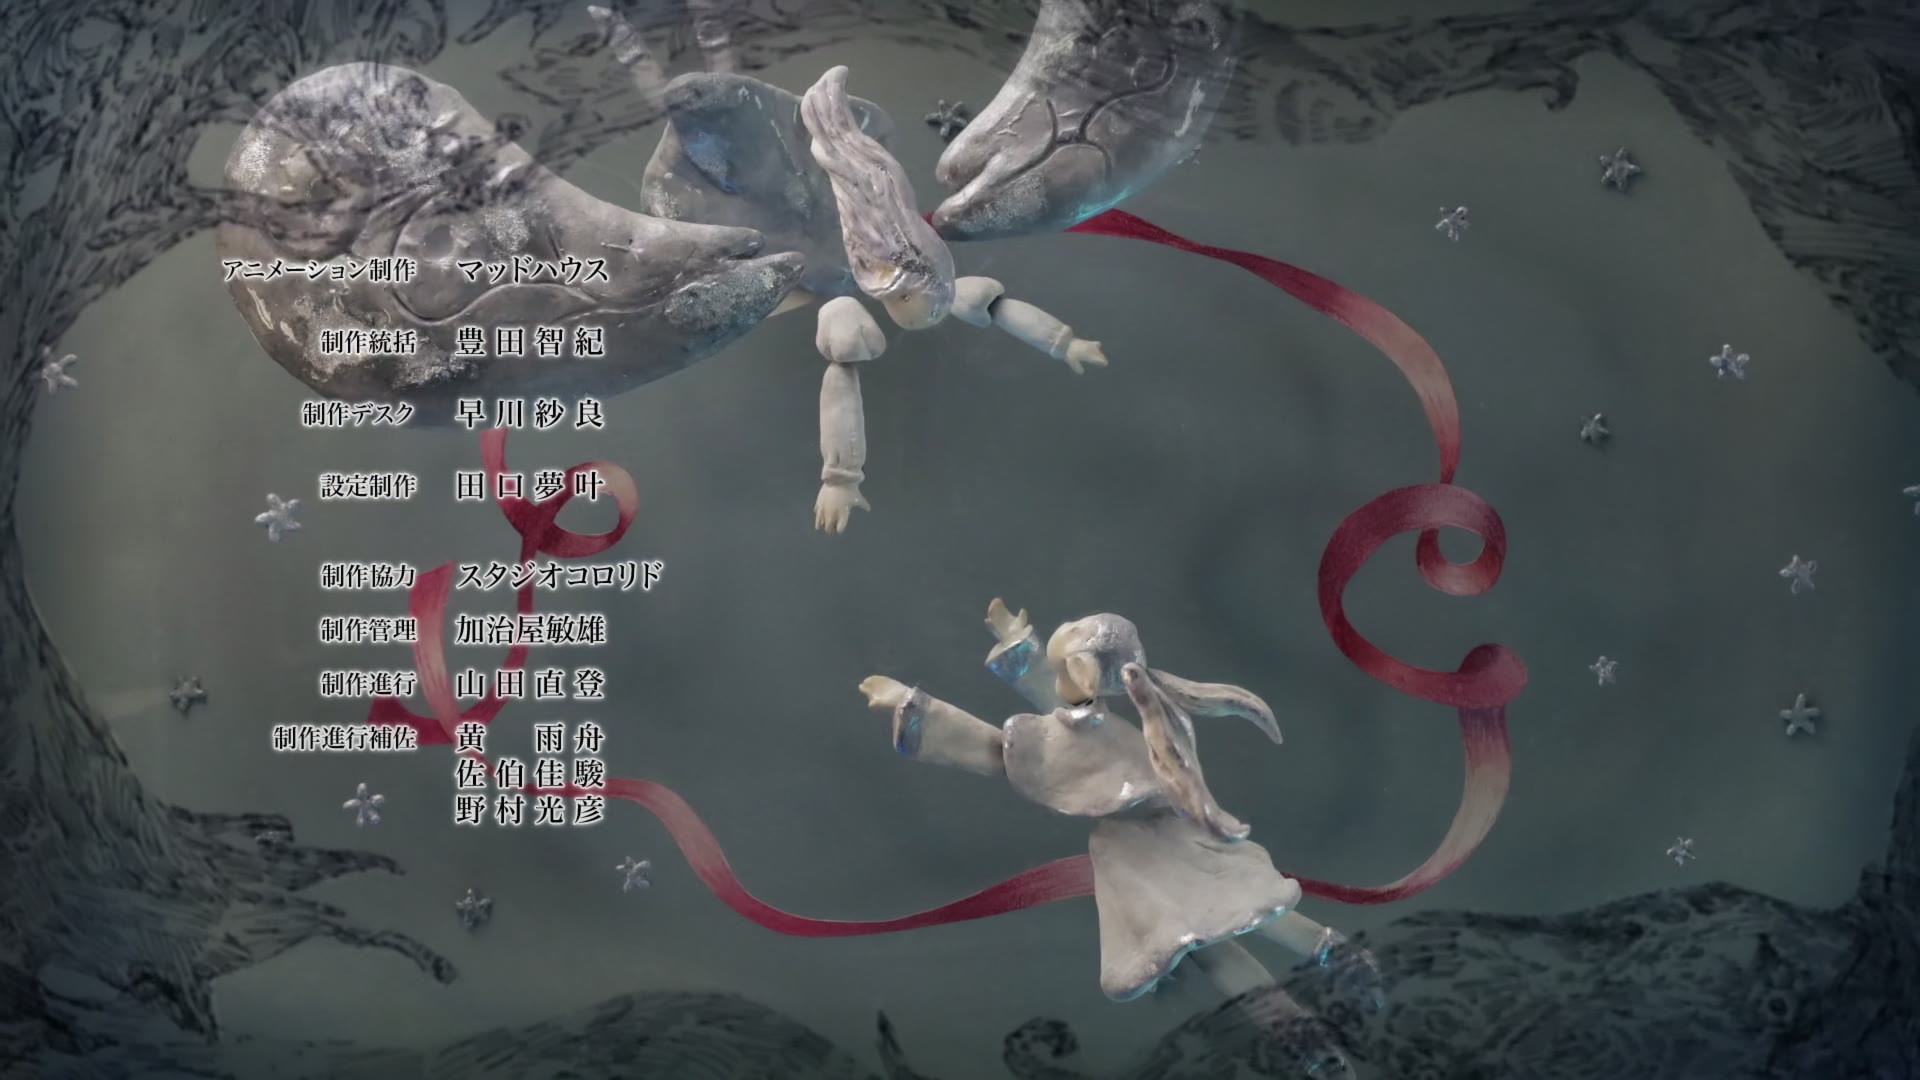 アニメーション制作 マッドハウス
制作統括 豊田智紀
制作デスク 早川紗良
設定制作 田口夢叶
制作協力 スタジオコロリド
制作管理 加治屋敏雄
制作進行 山田直登
制作進行補佐 黄 雨舟
佐伯佳駿
野村光彦